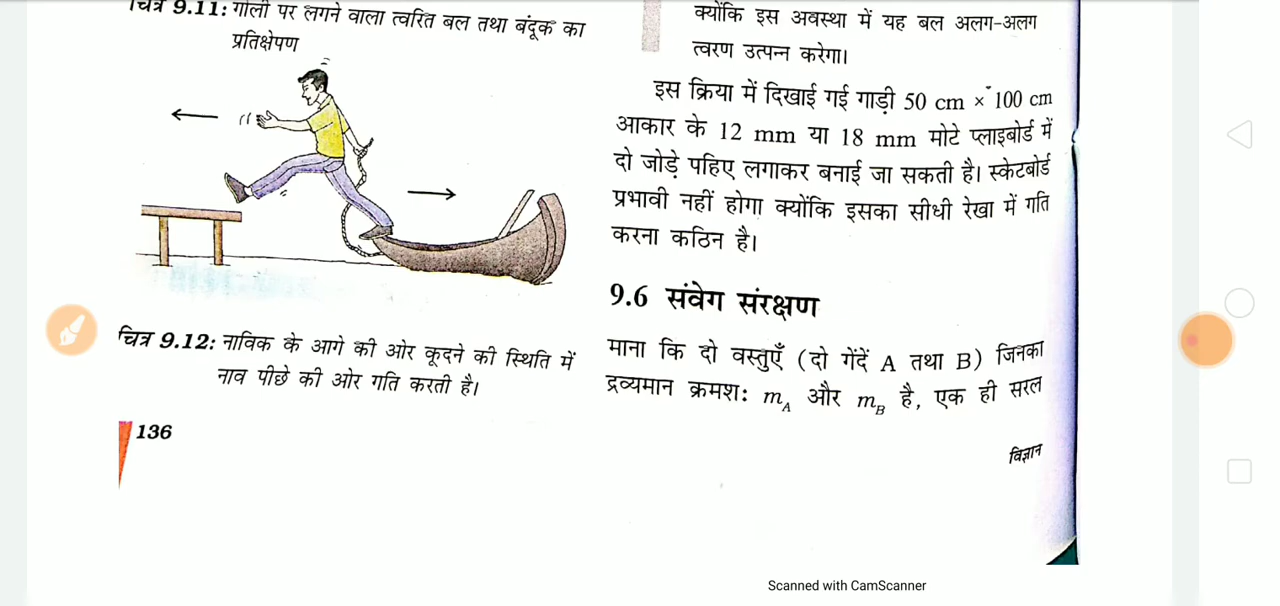 चित्र 9.11: गोली पर लगने वाला त्वरित बल तथा बंदूक का
प्रतिक्षेपण
चित्र 9.12: नाविक के आगे की ओर कूदने की स्थिति में
नाव पीछे की ओर गति करती है।
136
क्योंकि इस अवस्था में यह बल अलग-अलग
त्वरण उत्पन्न करेगा।
इस क्रिया में दिखाई गई गाड़ी 50 cm × 100 cm
आकार के 12 mm या 18 mm मोटे प्लाइबोर्ड में
दो जोड़े पहिए लगाकर बनाई जा सकती है। स्केटबोर्ड
प्रभावी नहीं होगा क्योंकि इसका सीधी रेखा में गति
करना कठिन है।
9.6 संवेग संरक्षण
माना कि दो वस्तुएँ (दो गेंदें A तथा B) जिनका
द्रव्यमान क्रमश: mA और mB है, एक ही सरल
विज्ञान
Scanned with CamScanner